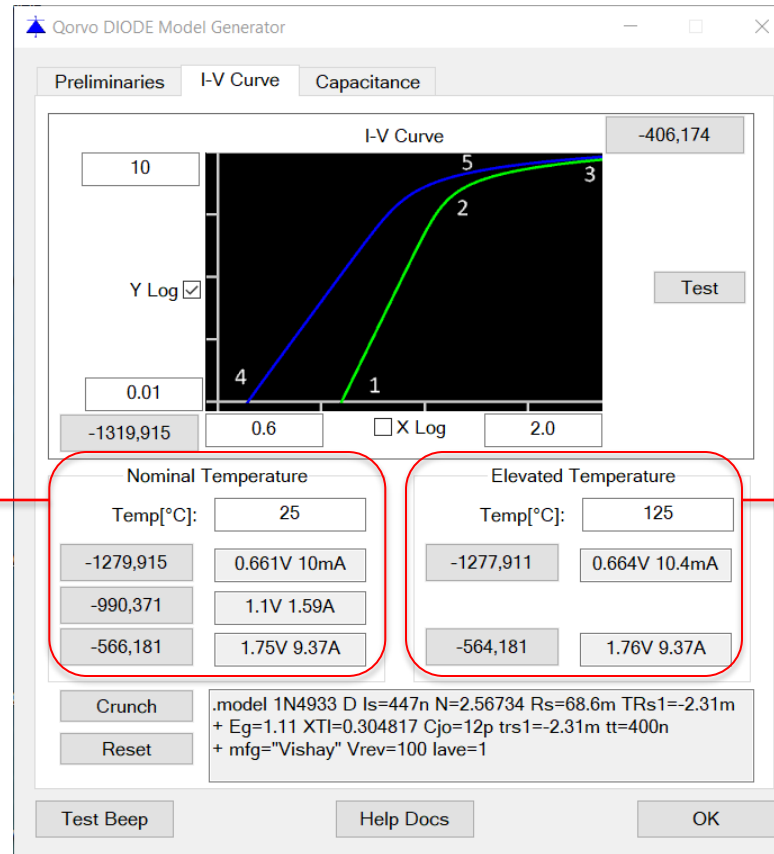 Qorvo DIODE Model Generator
Preliminaries I-V Curve Capacitance
I-V Curve -406,174
10 5 3
2
Y Log Test
4 1
0.01
-1319,915 0.6 X Log 2.0
Nominal Temperature Elevated Temperature
Temp[°C]: 25 Temp[°C]: 125
-1279,915 0.661V 10mA -1277,911 0.664V 10.4mA
-990,371 1.1V 1.59A
-566,181 1.75V 9.37A -564,181 1.76V 9.37A
Crunch .model 1N4933 D Is=447n N=2.56734 Rs=68.6m TRs1=-2.31m
+ Eg=1.11 XTI=0.304817 Cjo=12p trs1=-2.31m tt=400n
Reset + mfg="Vishay" Vrev=100 Iave=1
Test Beep Help Docs OK